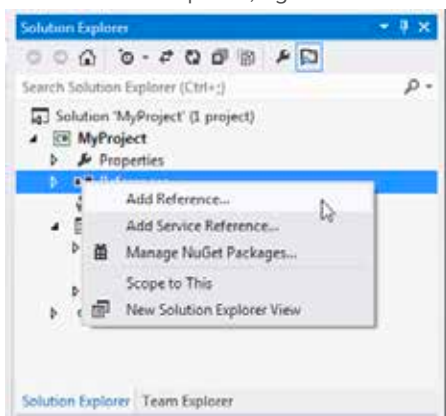 Solution Explorer
Search Solution Explorer (Ctrl+;)
Solution 'MyProject' (1 project)
MyProject
Properties
Add Reference...
Add Service Reference...
Manage NuGet Packages...
Scope to This
New Solution Explorer View
Solution Explorer Team Explorer